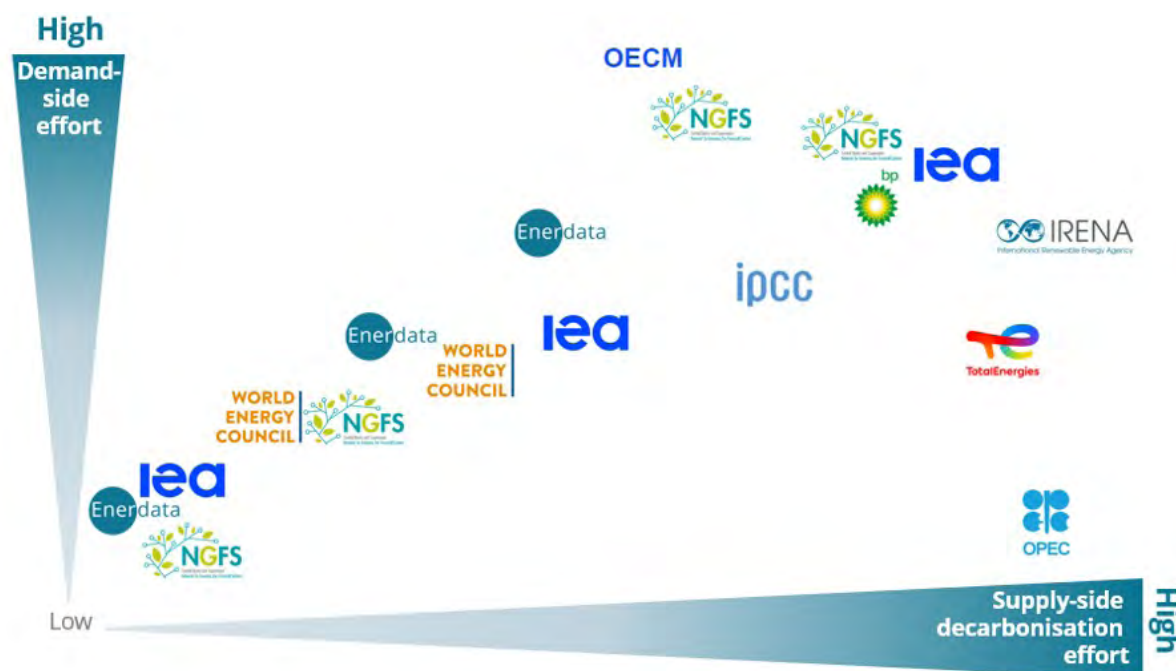 High
Demand-
side
effort
OECM
NGFS
NGFS
iea
bp
Enerdata
IRENA
International Renewable Energy Agency
ipcc
Enerdata
WORLD
ENERGY
COUNCIL
iea
TotalEnergies
WORLD
ENERGY
COUNCIL
NGFS
iea
Enerdata
NGFS
OPEC
Low
Supply-side
decarbonisation
effort
High